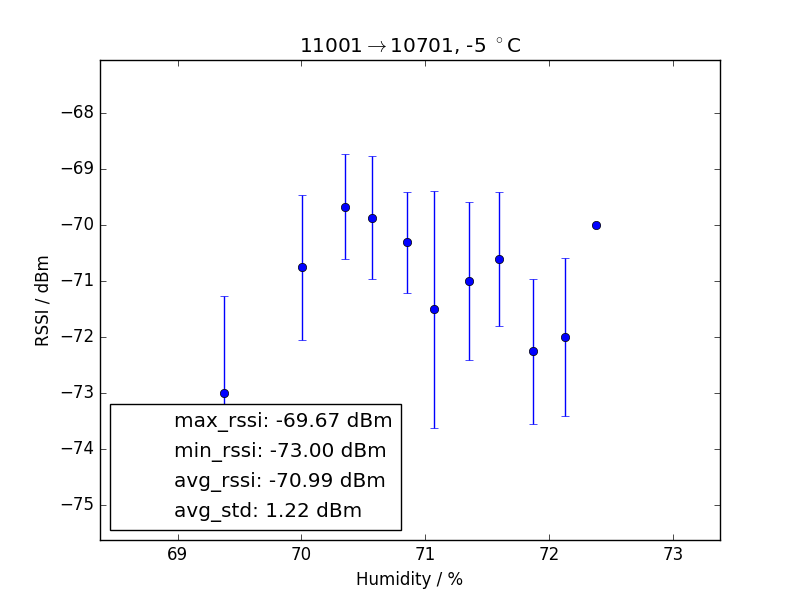 11001→10701, -5 °C
RSSI / dBm
−68
−69
−70
−71
−72
−73
−74
−75
max_rssi: -69.67 dBm
min_rssi: -73.00 dBm
avg_rssi: -70.99 dBm
avg_std: 1.22 dBm
69
70
71
72
73
Humidity / %